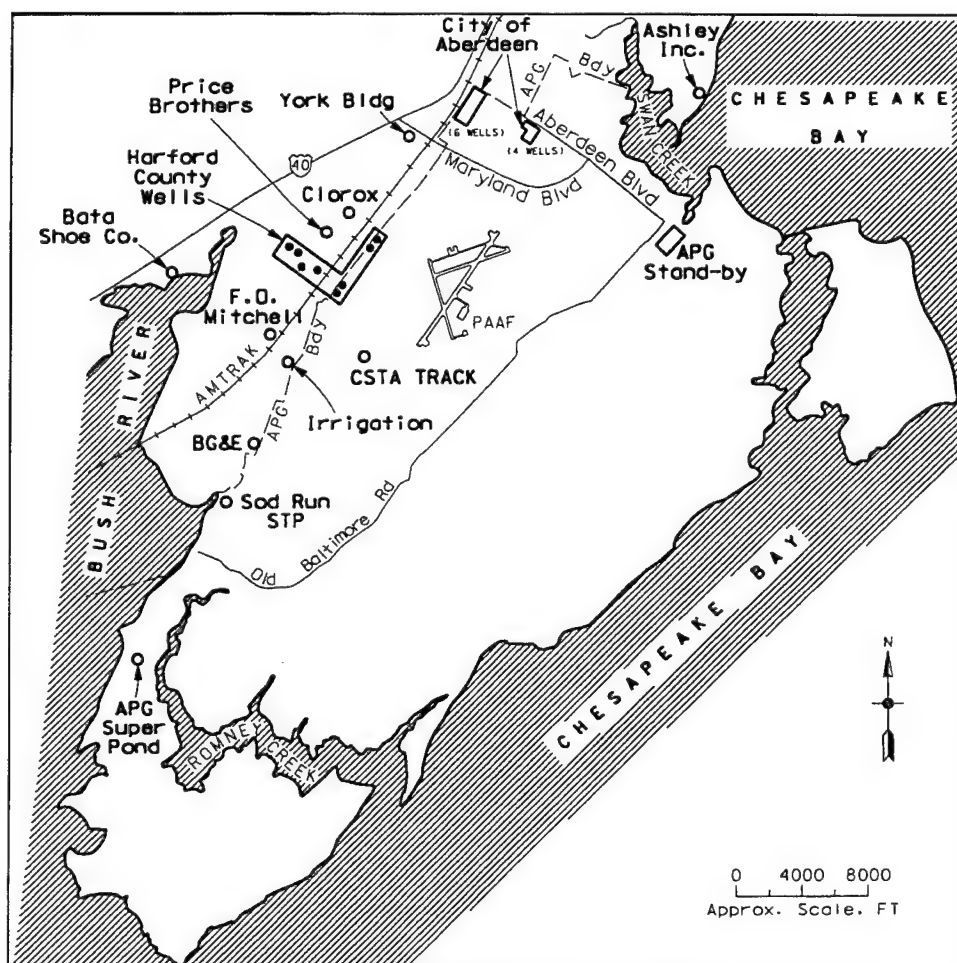 City of
Aberdeen
Ashley
Inc.
Price
Brothers
York Bldg
APG
Bdy
CHESAPEAKE
BAY
SWAN
CREEK
(6 WELLS)
(4 WELLS)
Aberdeen Blvd
Maryland Blvd
Harford
County
Wells
40
Clorox
Bata
Shoe Co.
APG
Stand-by
F.O.
Mitchell
PAAF
Bdy
AMTRAK
CSTA TRACK
Irrigation
APG
BG&E
BUSH RIVER
Sod Run
STP
Old Baltimore Rd
CHESAPEAKE BAY
N
APG
Super
Pond
ROMNEY
CREEK
0 4000 8000
Approx. Scale. FT